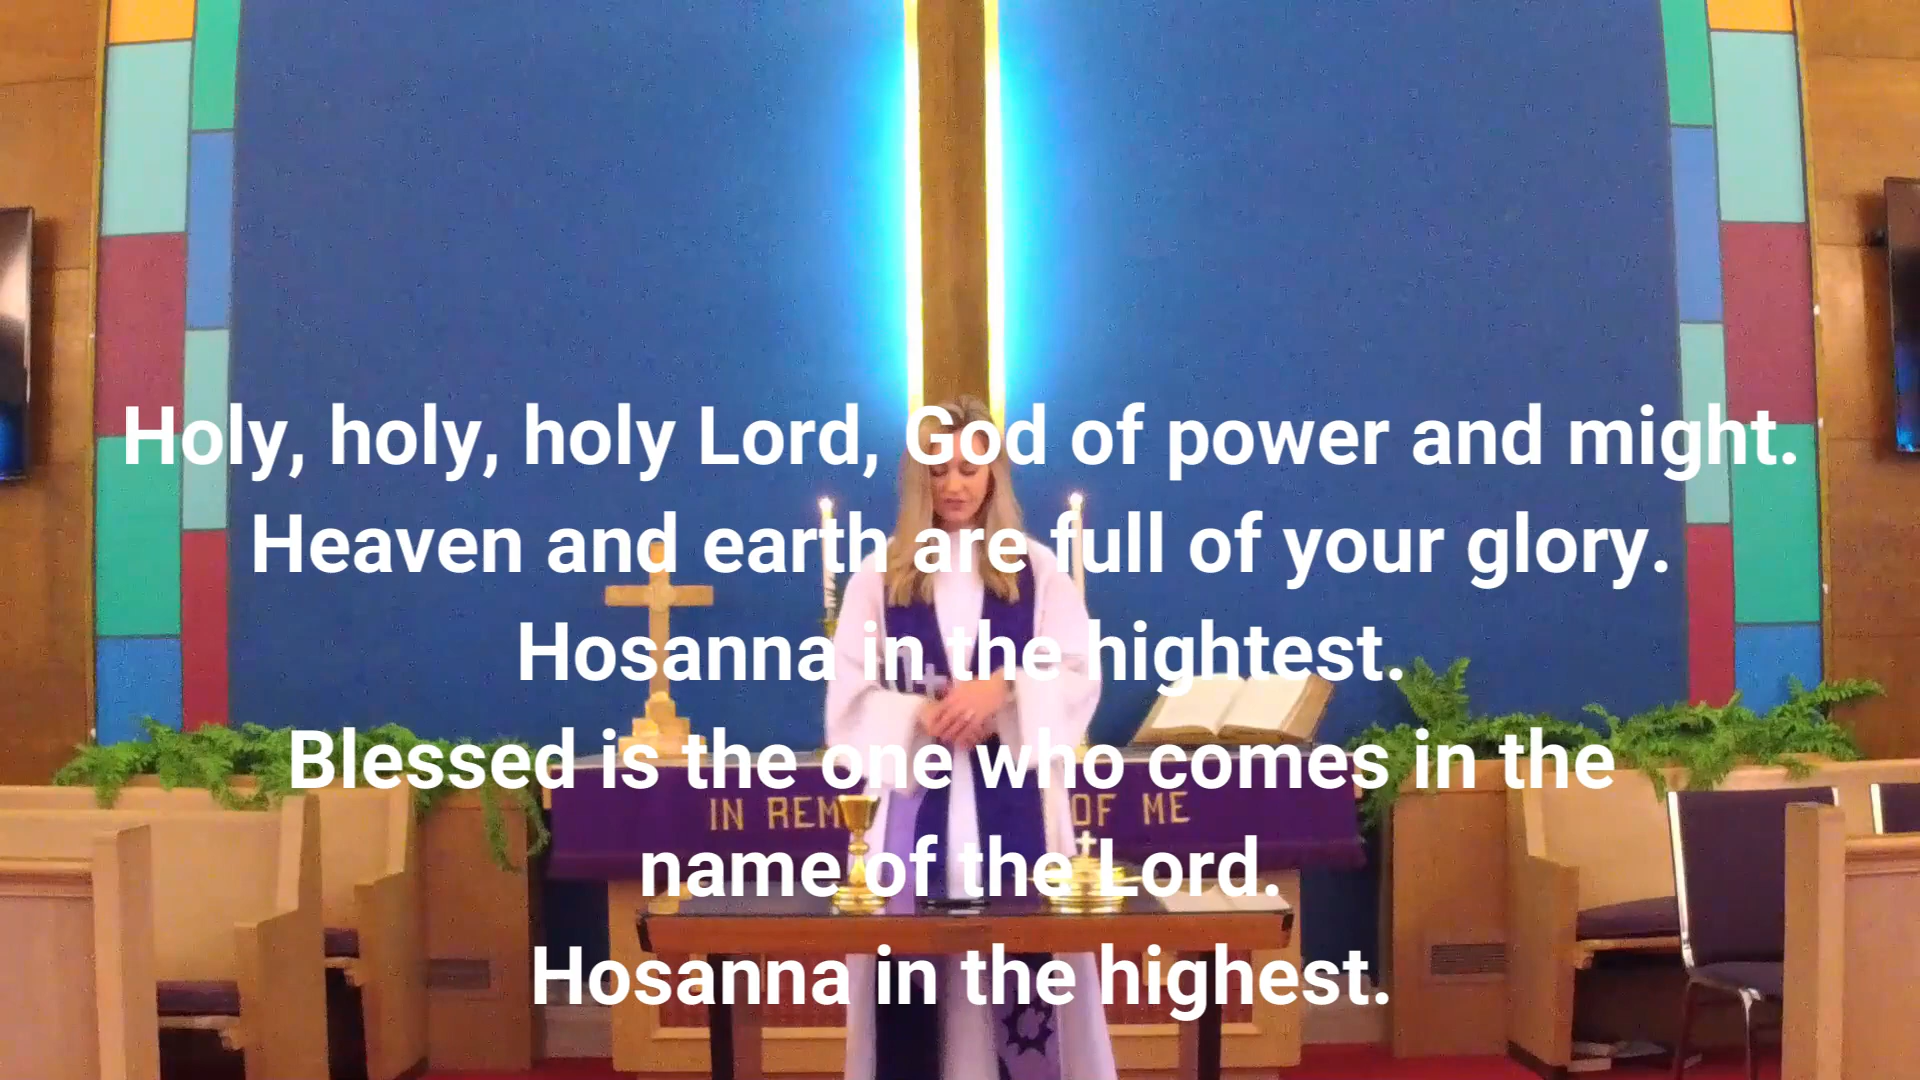 Holy, holy, holy Lord, God of power and might.
Heaven and earth are full of your glory.
Hosanna in the hightest.
Blessed is the one who comes in the
name of the Lord.
Hosanna in the highest.
IN REM OF ME